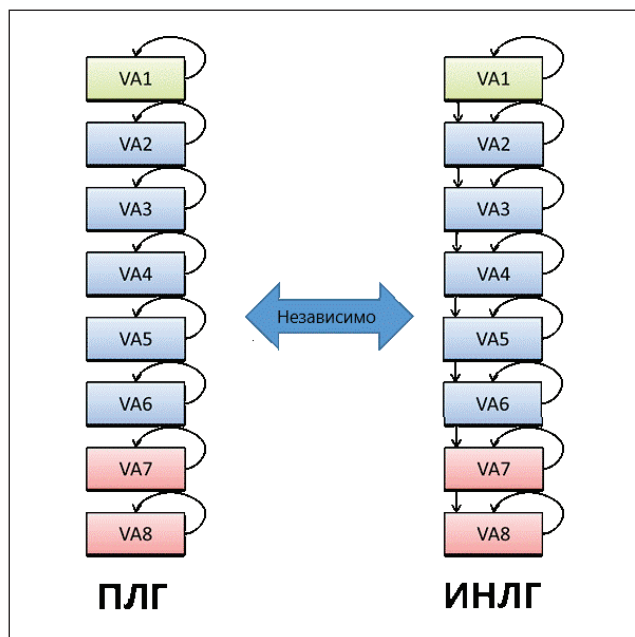 VA1
VA2
VA3
VA4
VA5
VA6
VA7
VA8
ПЛГ
Независимо
VA1
VA2
VA3
VA4
VA5
VA6
VA7
VA8
ИНЛГ